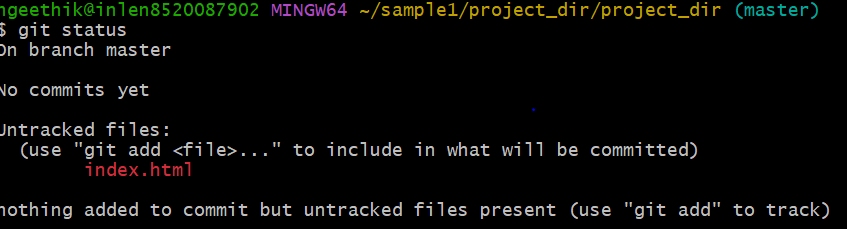 ngeethik@inlen8520087902 MINGW64 ~/sample1/project_dir/project_dir (master)
$ git status
On branch master
No commits yet
Untracked files:
(use "git add <file>..." to include in what will be committed)
index.html
nothing added to commit but untracked files present (use "git add" to track)